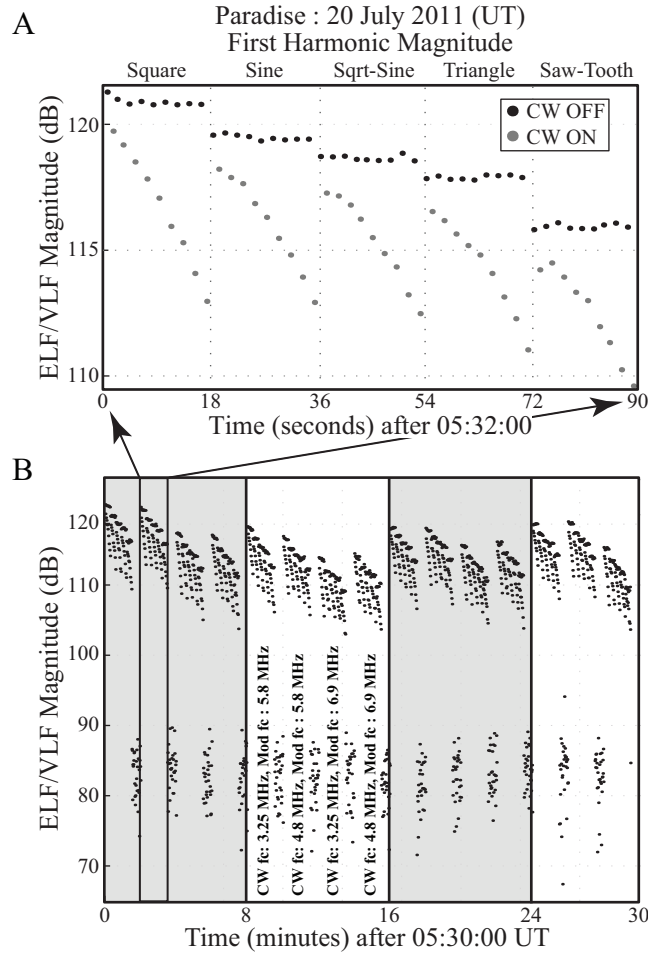 A
Paradise : 20 July 2011 (UT)
First Harmonic Magnitude
Square Sine Sqrt-Sine Triangle Saw-Tooth
CW OFF
CW ON
ELF/VLF Magnitude (dB)
120
115
110
0 18 36 54 72 90
Time (seconds) after 05:32:00
B
ELF/VLF Magnitude (dB)
120
110
100
90
80
70
CW fc: 3.25 MHz, Mod fc : 5.8 MHz
CW fc: 4.8 MHz, Mod fc : 5.8 MHz
CW fc: 3.25 MHz, Mod fc : 6.9 MHz
CW fc: 4.8 MHz, Mod fc : 6.9 MHz
0 8 16 24 30
Time (minutes) after 05:30:00 UT